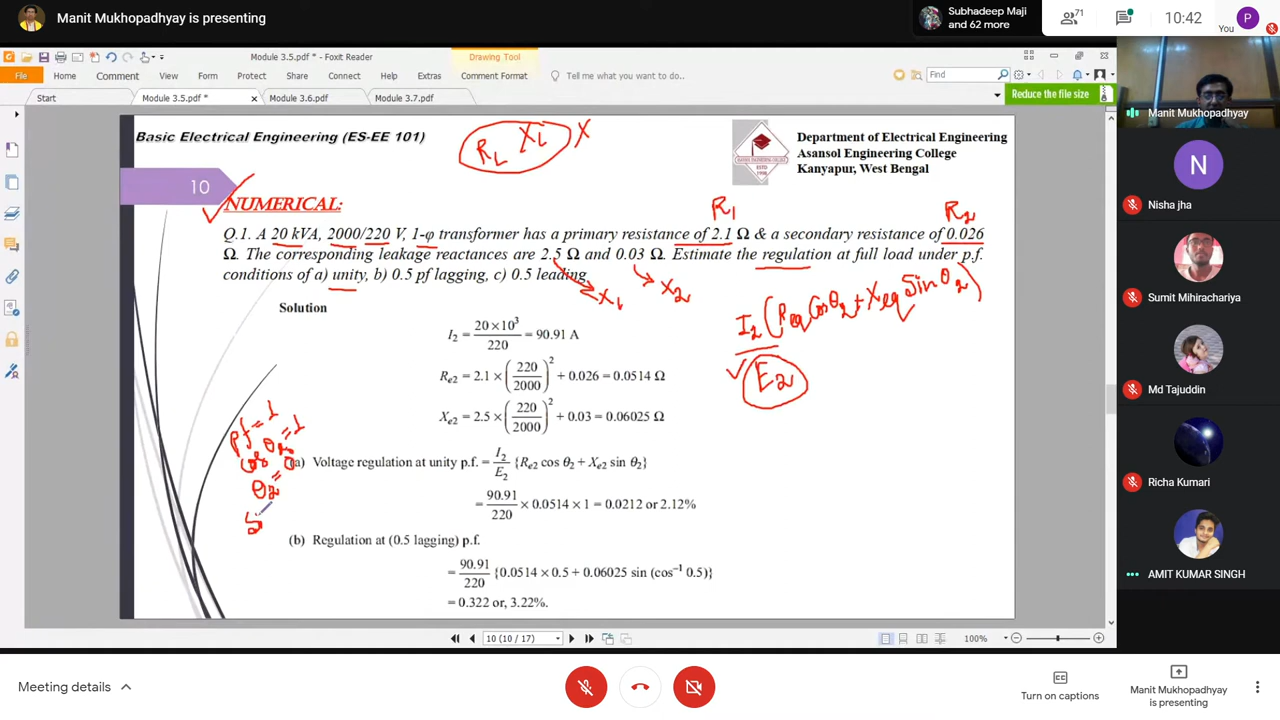 Manit Mukhopadhyay is presenting
Subhadeep Maji
and 62 more
71
10:42
You
P
Module 3.5.pdf * - Foxit Reader
Drawing Tool
File
Home
Comment
View
Form
Protect
Share
Connect
Help
Extras
Comment Format
Tell me what you want to do..
Find
Start
Module 3.5.pdf *
Module 3.6.pdf
Module 3.7.pdf
Reduce the file size
Basic Electrical Engineering (ES-EE 101)
R_L X_L X
Department of Electrical Engineering
Asansol Engineering College
Kanyapur, West Bengal
10
NUMERICAL:
R1
R2
Q.1. A 20 kVA, 2000/220 V, 1-φ transformer has a primary resistance of 2.1 Ω & a secondary resistance of 0.026
Ω. The corresponding leakage reactances are 2.5 Ω and 0.03 Ω. Estimate the regulation at full load under p.f.
conditions of a) unity, b) 0.5 pf lagging, c) 0.5 leading.
X1
X2
I2 (Req Cosθ2 + Xeq Sinθ2)
E2
Solution
I2 = 20 × 10³ / 220 = 90.91 A
Re2 = 2.1 × (220/2000)² + 0.026 = 0.0514 Ω
Xe2 = 2.5 × (220/2000)² + 0.03 = 0.06025 Ω
pf = 1
cosθ2 = 1
θ2 = 0
(a) Voltage regulation at unity p.f. = I2/E2 {Re2 cos θ2 + Xe2 sin θ2}
= 90.91/220 × 0.0514 × 1 = 0.0212 or 2.12%
(b) Regulation at (0.5 lagging) p.f.
= 90.91/220 {0.0514 × 0.5 + 0.06025 sin (cos⁻¹ 0.5)}
= 0.322 or, 3.22%.
10 (10 / 17)
100%
Manit Mukhopadhyay
N
Nisha jha
Sumit Mihirachariya
Md Tajuddin
Richa Kumari
AMIT KUMAR SINGH
Meeting details
Turn on captions
Manit Mukhopadhyay
is presenting